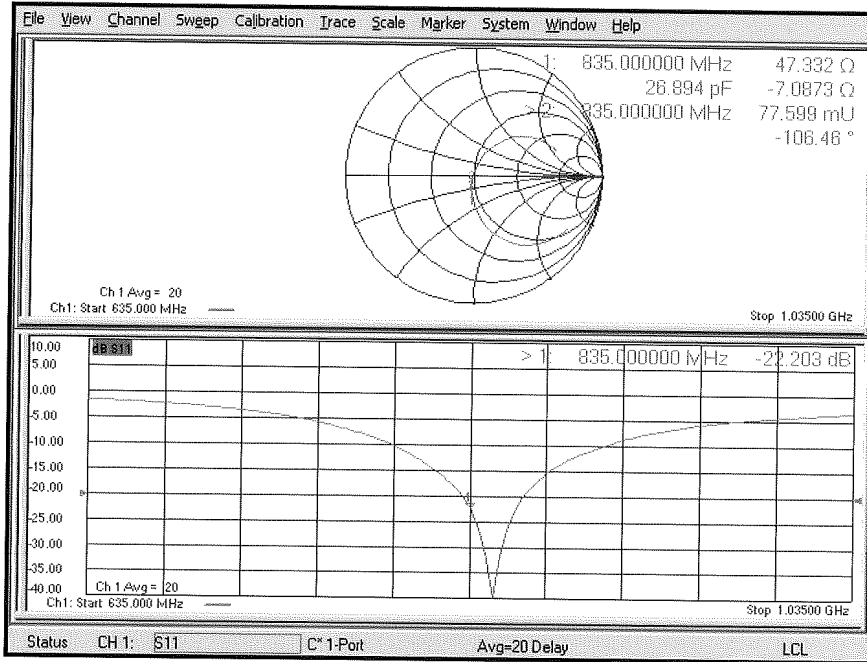 File View Channel Sweep Calibration Trace Scale Marker System Window Help
1: 835.000000 MHz 47.332 Ω
26.894 pF -7.0873 Ω
> 2: 835.000000 MHz 77.599 mU
-106.46 °
Ch 1 Avg = 20
Ch1: Start 635.000 MHz
Stop 1.03500 GHz
10.00
dB S11
> 1: 835.000000 MHz -22.203 dB
5.00
0.00
-5.00
-10.00
-15.00
-20.00
-25.00
-30.00
-35.00
-40.00
Ch 1 Avg = 20
Ch1: Start 635.000 MHz
Stop 1.03500 GHz
Status CH 1: S11 C* 1-Port Avg=20 Delay LCL